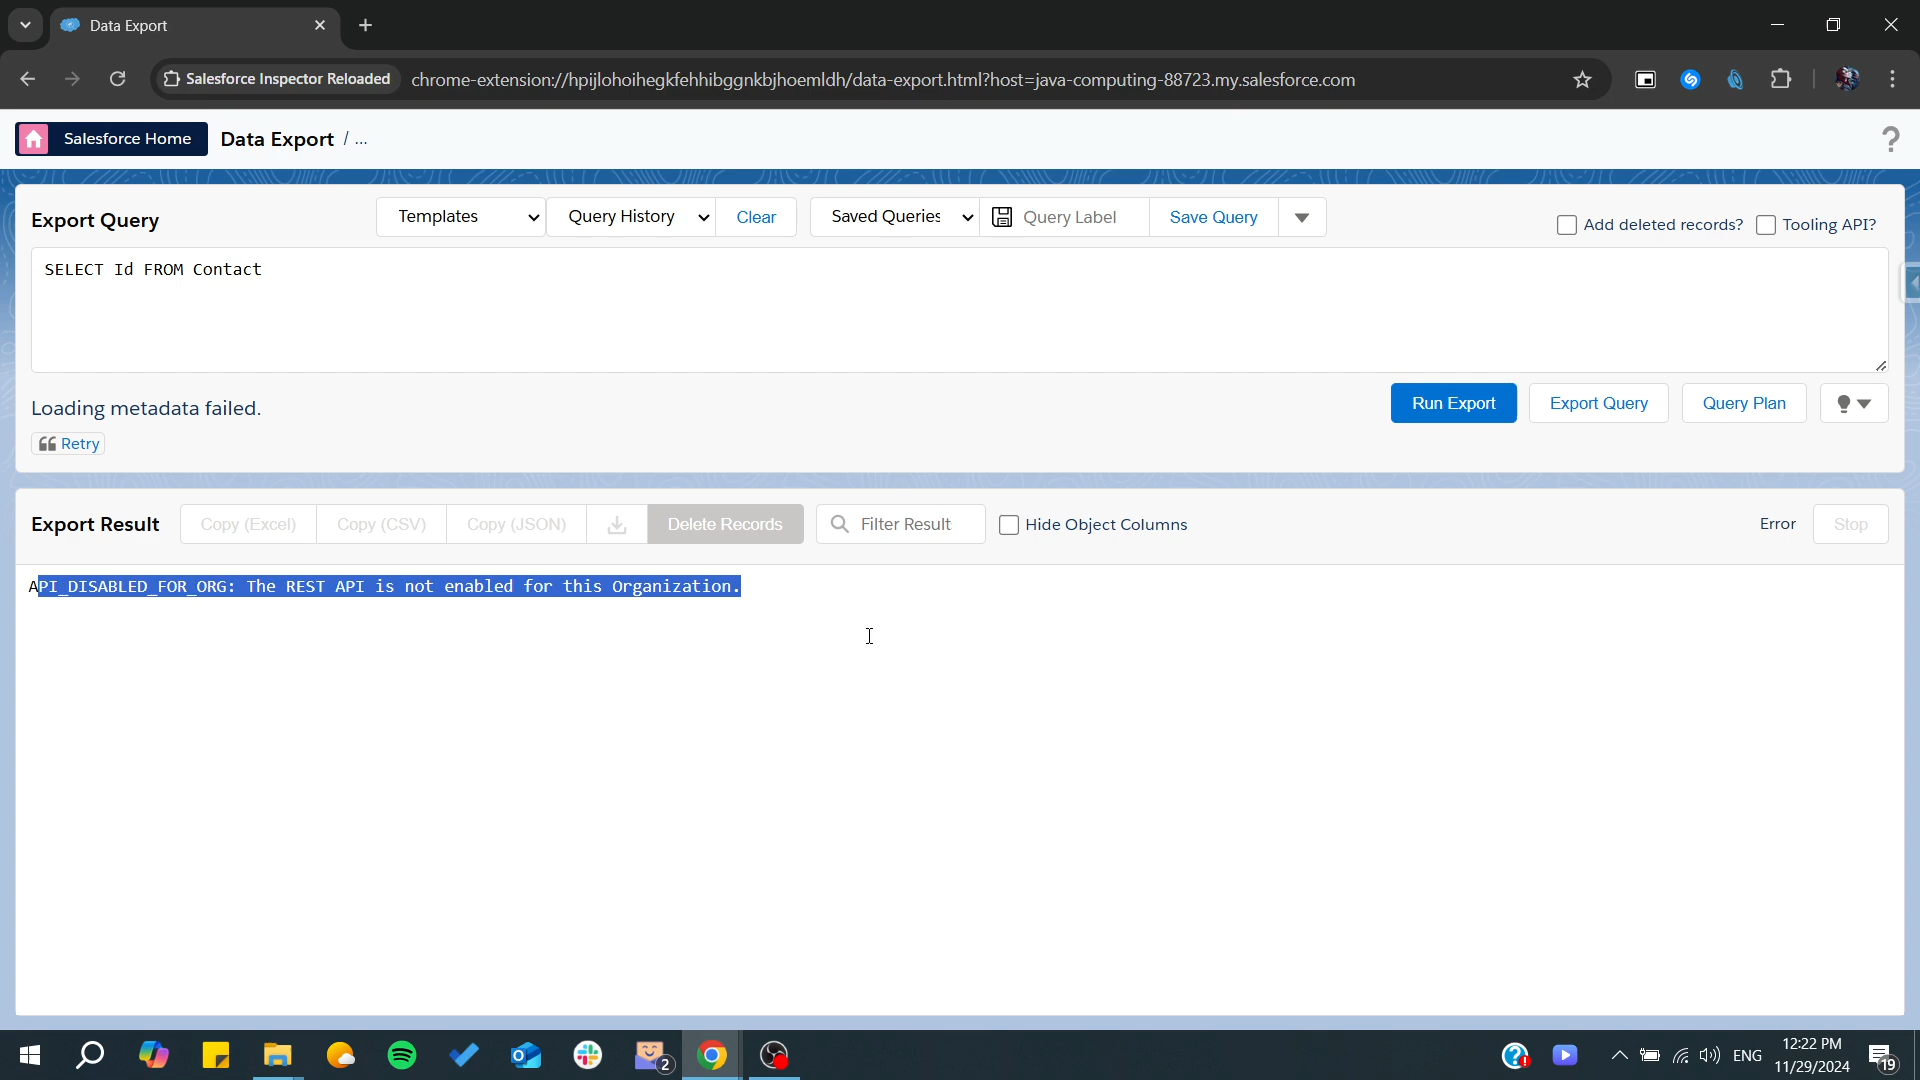 Data Export
Salesforce Inspector Reloaded
chrome-extension://hpijlohoihegkfehhibggnkbjhoemldh/data-export.html?host=java-computing-88723.my.salesforce.com
Salesforce Home
Data Export / ...
?
Export Query
Templates
Query History
Clear
Saved Queries
Query Label
Save Query
Add deleted records?
Tooling API?
SELECT Id FROM Contact
Loading metadata failed.
Retry
Run Export
Export Query
Query Plan
Export Result
Copy (Excel)
Copy (CSV)
Copy (JSON)
Delete Records
Filter Result
Hide Object Columns
Error
Stop
API_DISABLED_FOR_ORG: The REST API is not enabled for this Organization.
2
ENG
12:22 PM
11/29/2024
19